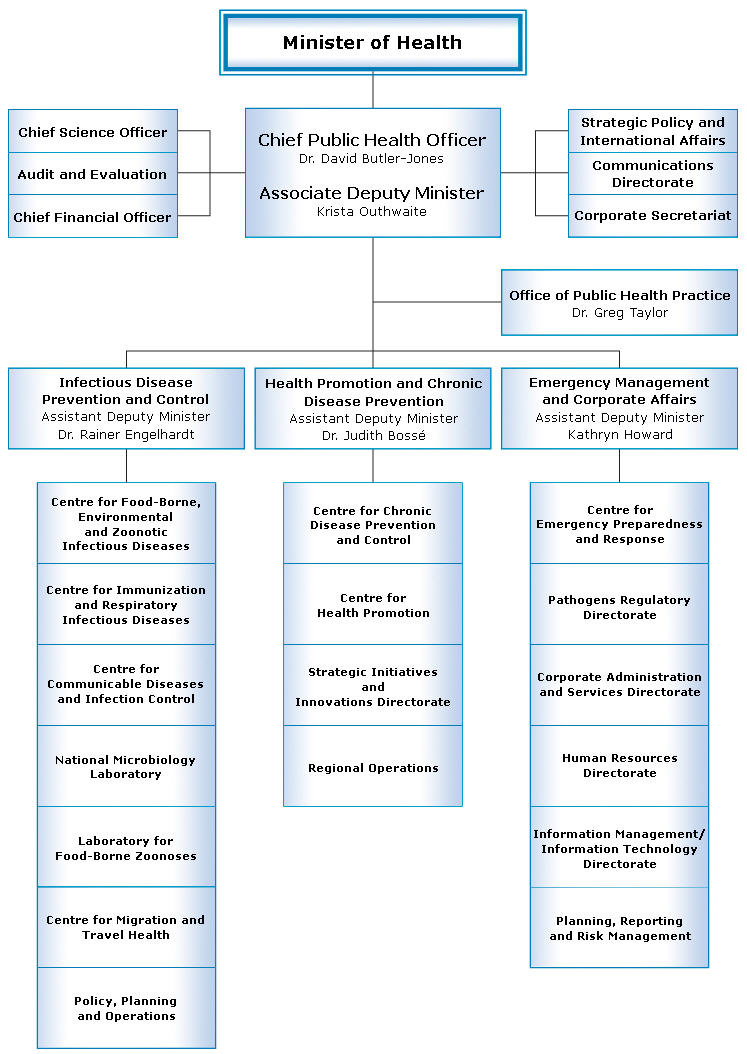 Minister of Health
Chief Science Officer
Audit and Evaluation
Chief Financial Officer
Chief Public Health Officer
Dr. David Butler-Jones
Associate Deputy Minister
Krista Outhwaite
Strategic Policy and
International Affairs
Communications
Directorate
Corporate Secretariat
Office of Public Health Practice
Dr. Greg Taylor
Infectious Disease
Prevention and Control
Assistant Deputy Minister
Dr. Rainer Engelhardt
Health Promotion and Chronic
Disease Prevention
Assistant Deputy Minister
Dr. Judith Bossé
Emergency Management
and Corporate Affairs
Assistant Deputy Minister
Kathryn Howard
Centre for Food-Borne,
Environmental
and Zoonotic
Infectious Diseases
Centre for Immunization
and Respiratory
Infectious Diseases
Centre for
Communicable Diseases
and Infection Control
National Microbiology
Laboratory
Laboratory for
Food-Borne Zoonoses
Centre for Migration and
Travel Health
Policy, Planning
and Operations
Centre for Chronic
Disease Prevention
and Control
Centre for
Health Promotion
Strategic Initiatives
and
Innovations Directorate
Regional Operations
Centre for
Emergency Preparedness
and Response
Pathogens Regulatory
Directorate
Corporate Administration
and Services Directorate
Human Resources
Directorate
Information Management/
Information Technology
Directorate
Planning, Reporting
and Risk Management